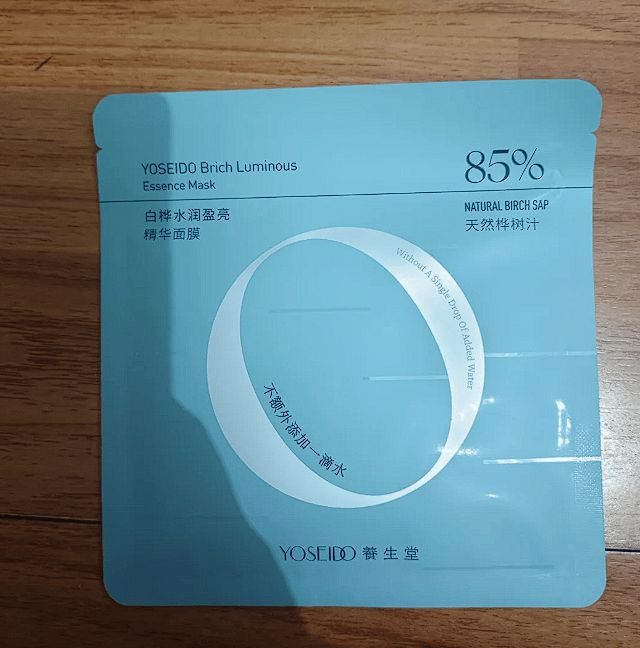 YOSEIDO Brich Luminous
Essence Mask
白桦水润盈亮
精华面膜
85%
NATURAL BIRCH SAP
天然桦树汁
Without A Single Drop Of Added Water
不额外添加一滴水
YOSEIDO 養生堂